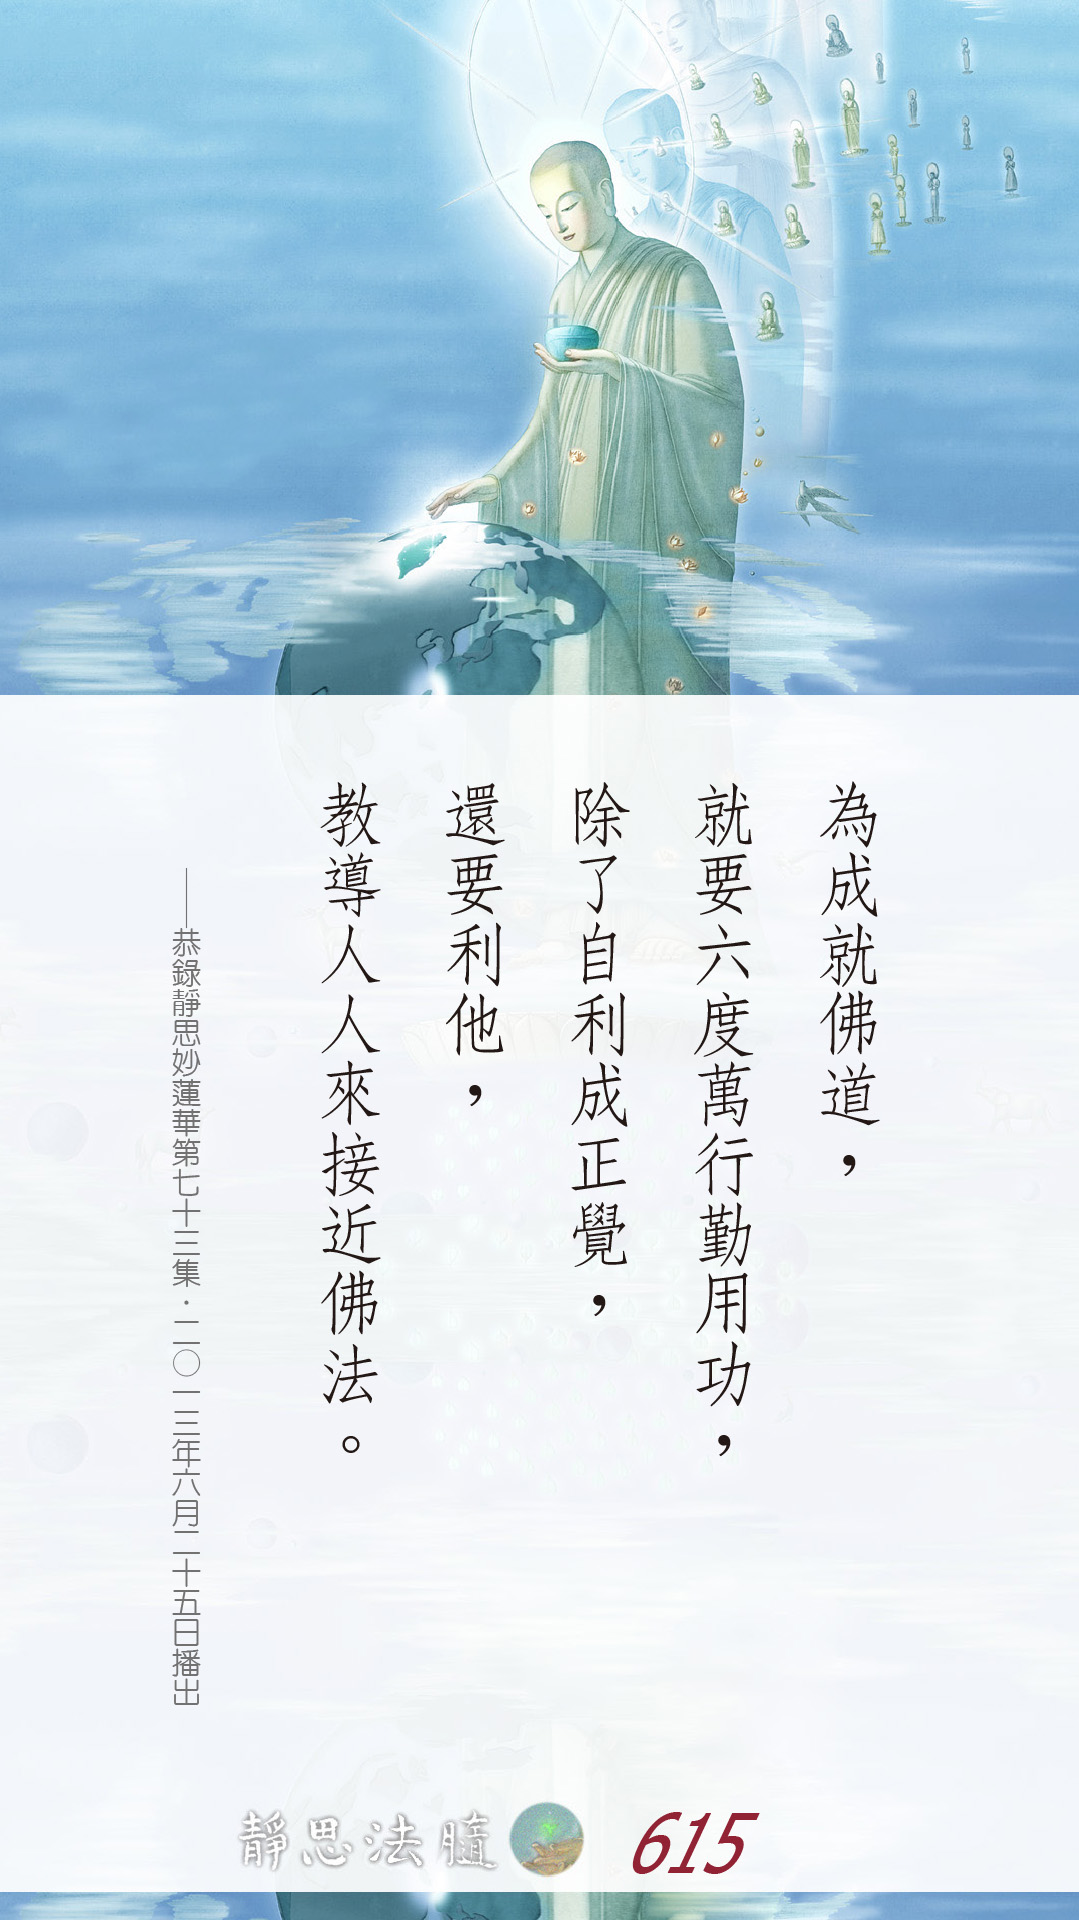 為成就佛道，
就要六度萬行勤用功，
除了自利成正覺，
還要利他，
教導人人來接近佛法。
——恭錄靜思妙蓮華第七十三集．二〇一三年六月二十五日播出
靜思法髓
615